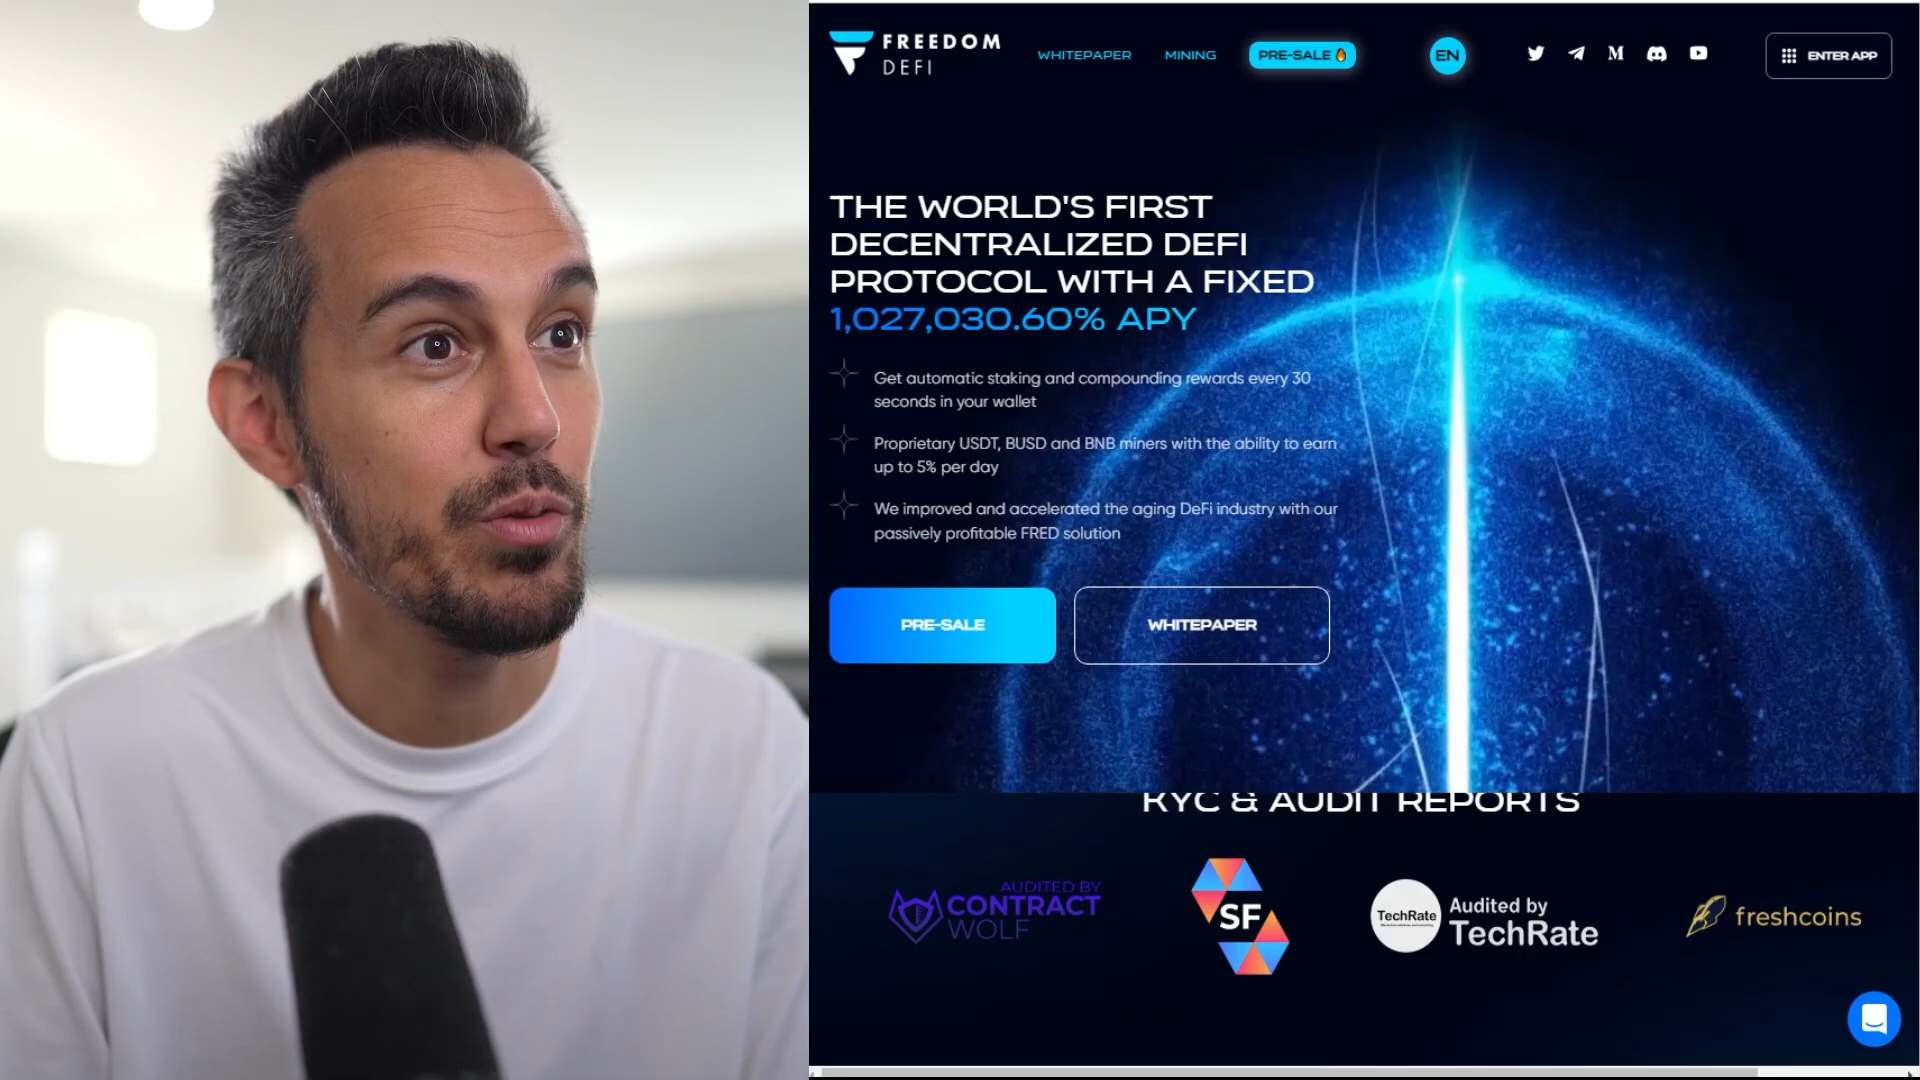 FREEDOM
DEFI
WHITEPAPER
MINING
PRE-SALE🔥
EN
M
ENTER APP
THE WORLD'S FIRST
DECENTRALIZED DEFI
PROTOCOL WITH A FIXED
1,027,030.60% APY
Get automatic staking and compounding rewards every 30
seconds in your wallet
Proprietary USDT, BUSD and BNB miners with the ability to earn
up to 5% per day
We improved and accelerated the aging DeFi industry with our
passively profitable FRED solution
PRE-SALE
WHITEPAPER
KYC & AUDIT REPORTS
AUDITED BY
CONTRACT
WOLF
SF
TechRate
Audited by
TechRate
freshcoins